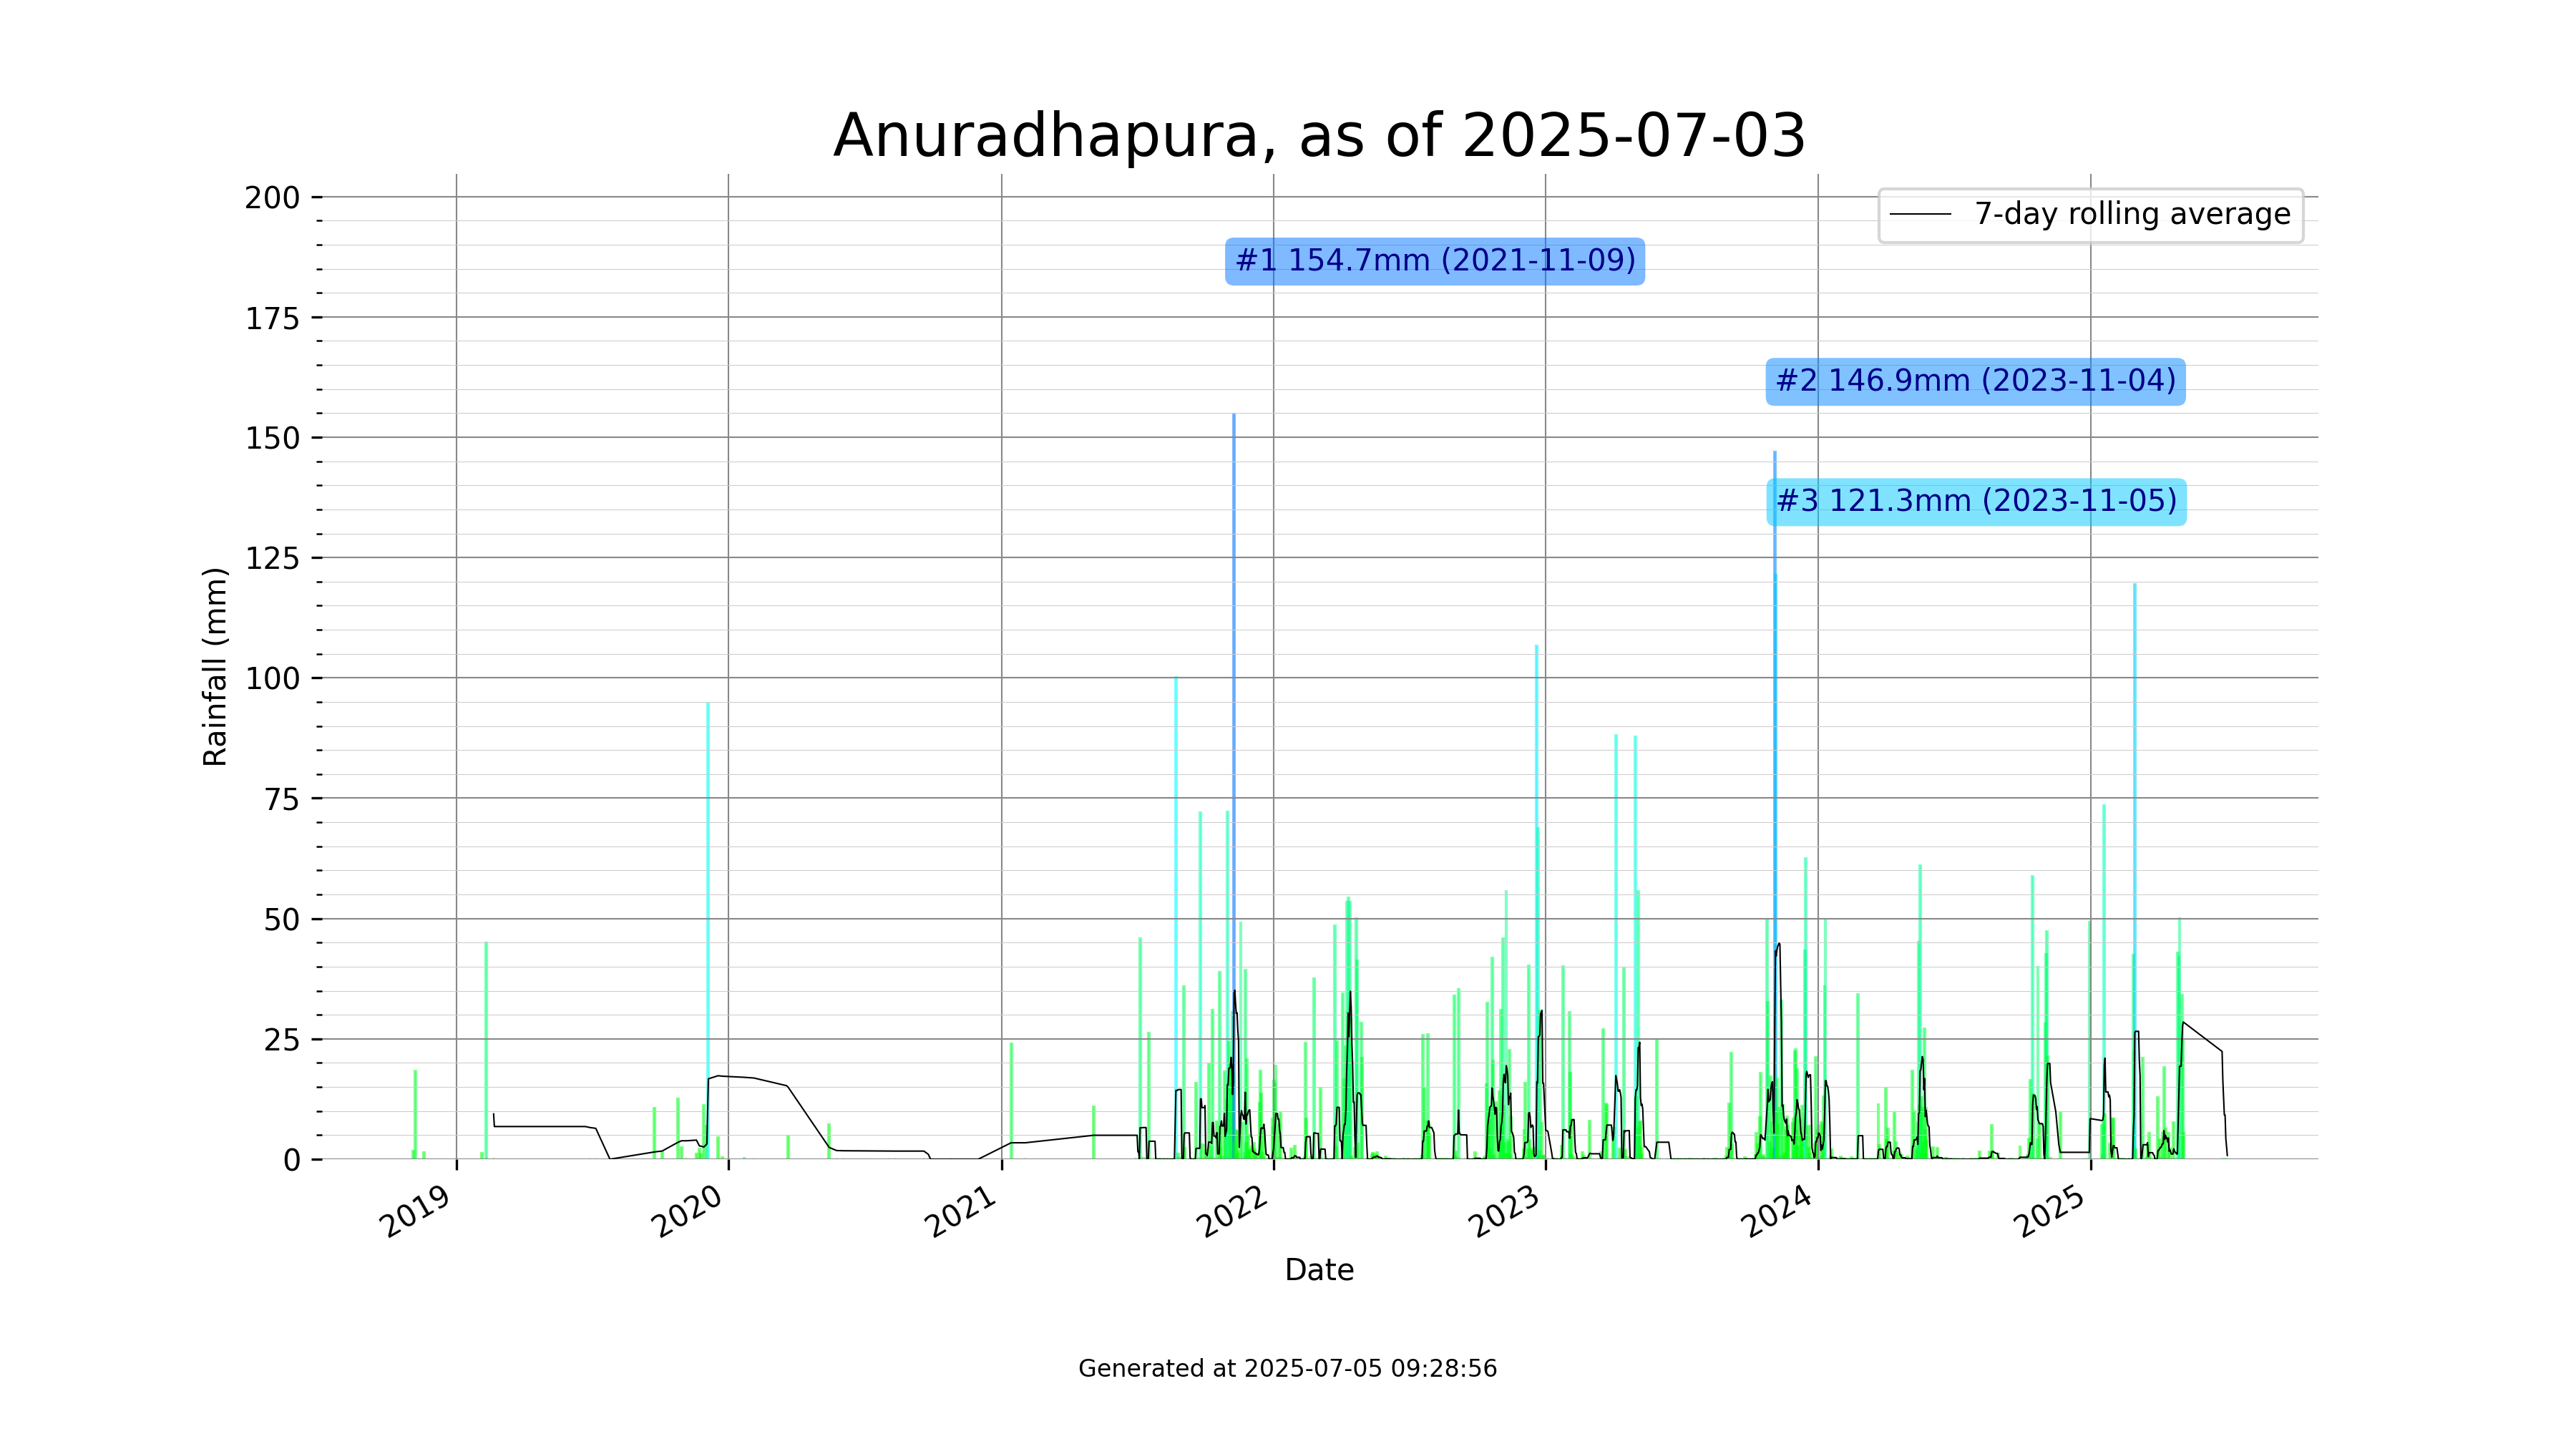 Anuradhapura, as of 2025-07-03
7-day rolling average
#1 154.7mm (2021-11-09)
#2 146.9mm (2023-11-04)
#3 121.3mm (2023-11-05)
Rainfall (mm)
200
175
150
125
100
75
50
25
0
2019
2020
2021
2022
2023
2024
2025
Date
Generated at 2025-07-05 09:28:56